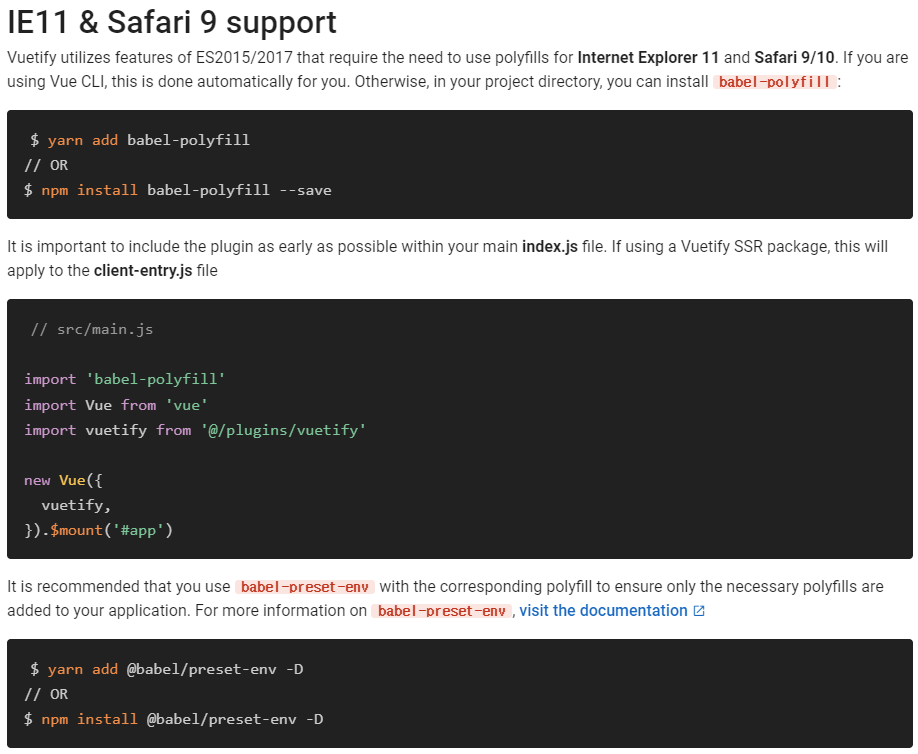 IE11 & Safari 9 support
Vuetify utilizes features of ES2015/2017 that require the need to use polyfills for Internet Explorer 11 and Safari 9/10. If you are
using Vue CLI, this is done automatically for you. Otherwise, in your project directory, you can install babel-polyfill :
$ yarn add babel-polyfill
// OR
$ npm install babel-polyfill --save
It is important to include the plugin as early as possible within your main index.js file. If using a Vuetify SSR package, this will
apply to the client-entry.js file
// src/main.js
import 'babel-polyfill'
import Vue from 'vue'
import vuetify from '@/plugins/vuetify'
new Vue({
  vuetify,
}).$mount('#app')
It is recommended that you use babel-preset-env with the corresponding polyfill to ensure only the necessary polyfills are
added to your application. For more information on babel-preset-env , visit the documentation
$ yarn add @babel/preset-env -D
// OR
$ npm install @babel/preset-env -D